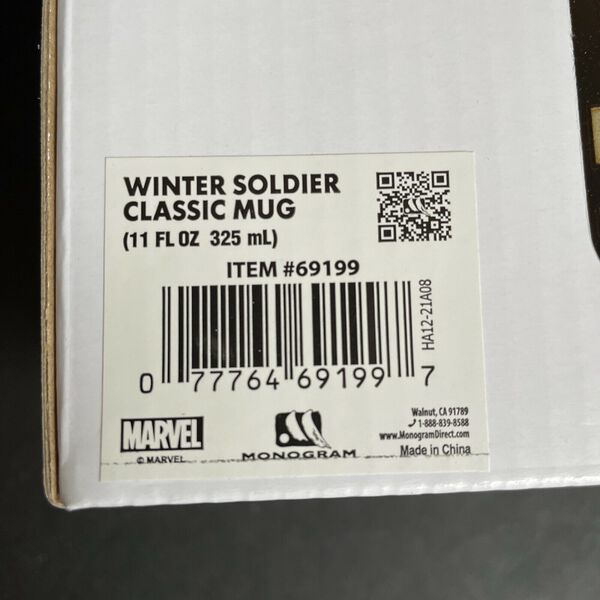 WINTER SOLDIER
CLASSIC MUG
(11 FL OZ 325 mL)
ITEM #69199
HA12-21A08
0 77764 69199 7
MARVEL
© MARVEL
MONOGRAM
Walnut, CA 91789
1-888-839-8588
www.MonogramDirect.com
Made in China